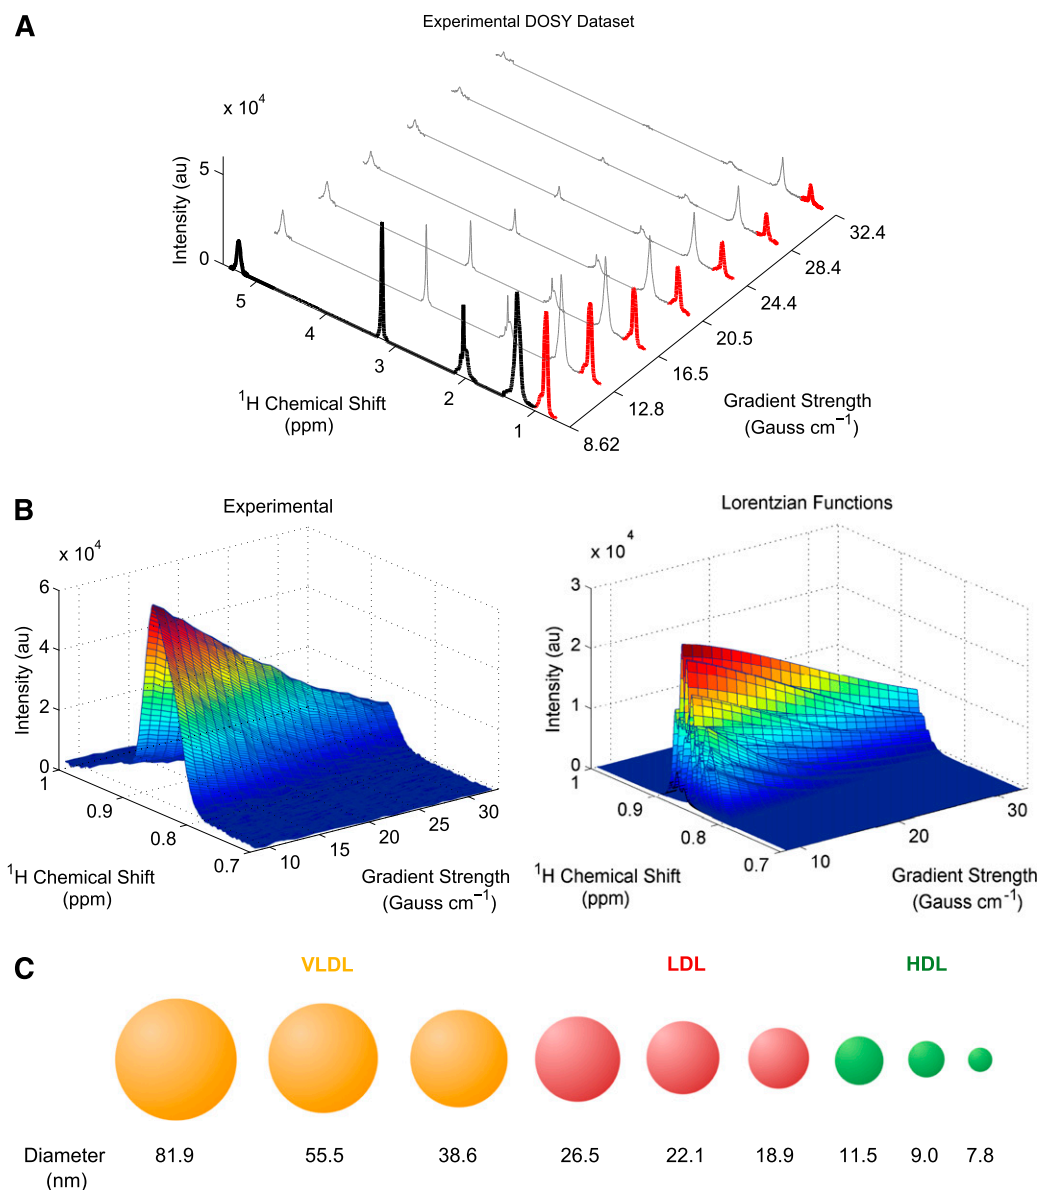 A
Experimental DOSY Dataset
x 10^4
5
0
Intensity (au)
5
4
3
2
1
^1H Chemical Shift
(ppm)
8.62
12.8
16.5
20.5
24.4
28.4
32.4
Gradient Strength
(Gauss cm^−1)
B
Experimental
x 10^4
6
4
2
0
Intensity (au)
1
0.9
0.8
0.7
^1H Chemical Shift
(ppm)
10
15
20
25
30
Gradient Strength
(Gauss cm^−1)
Lorentzian Functions
x 10^4
3
2
1
0
Intensity (au)
1
0.9
0.8
0.7
^1H Chemical Shift
(ppm)
10
20
30
Gradient Strength
(Gauss cm^-1)
C
VLDL LDL HDL
Diameter 81.9 55.5 38.6 26.5 22.1 18.9 11.5 9.0 7.8
(nm)